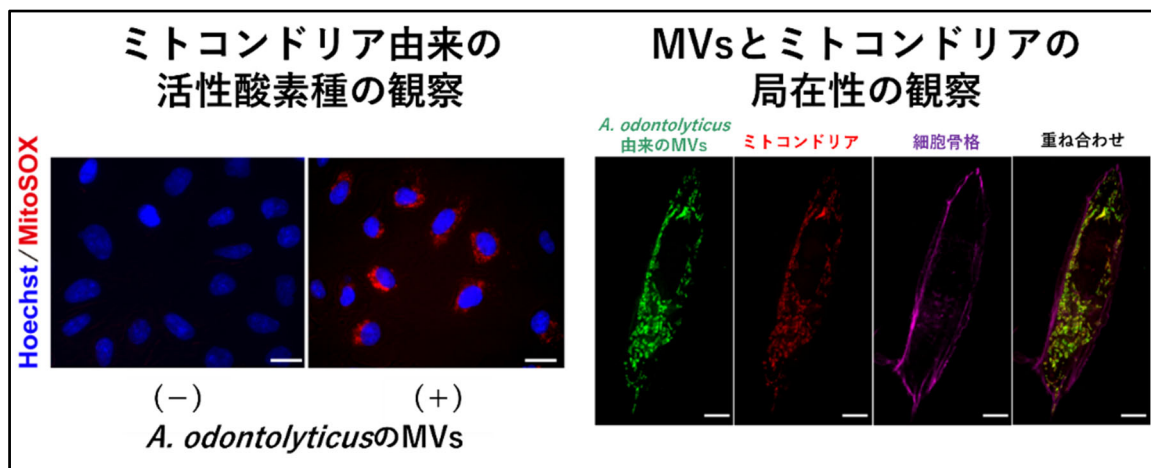 ミトコンドリア由来の
活性酸素種の観察
Hoechst/MitoSOX
(－)
(＋)
A. odontolyticusのMVs
MVsとミトコンドリアの
局在性の観察
A. odontolyticus
由来のMVs
ミトコンドリア
細胞骨格
重ね合わせ